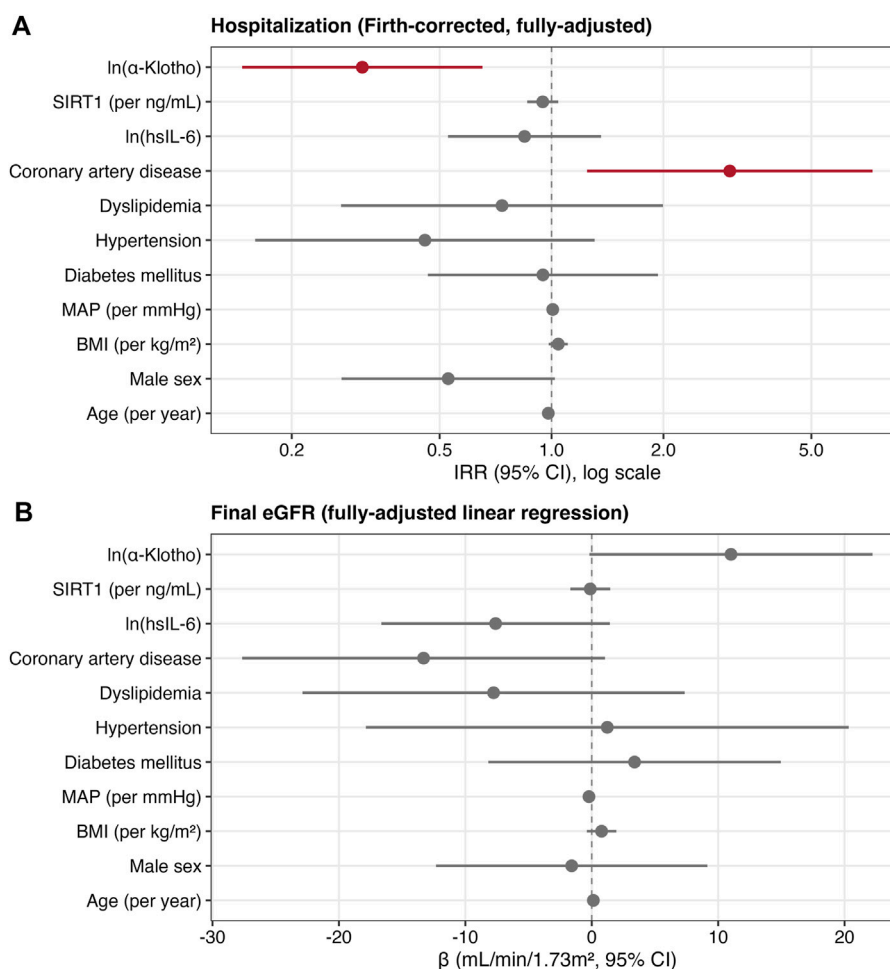 A
Hospitalization (Firth-corrected, fully-adjusted)
ln(α-Klotho)
SIRT1 (per ng/mL)
ln(hsIL-6)
Coronary artery disease
Dyslipidemia
Hypertension
Diabetes mellitus
MAP (per mmHg)
BMI (per kg/m²)
Male sex
Age (per year)
0.2 0.5 1.0 2.0 5.0
IRR (95% CI), log scale
B
Final eGFR (fully-adjusted linear regression)
ln(α-Klotho)
SIRT1 (per ng/mL)
ln(hsIL-6)
Coronary artery disease
Dyslipidemia
Hypertension
Diabetes mellitus
MAP (per mmHg)
BMI (per kg/m²)
Male sex
Age (per year)
-30 -20 -10 0 10 20
β (mL/min/1.73m², 95% CI)